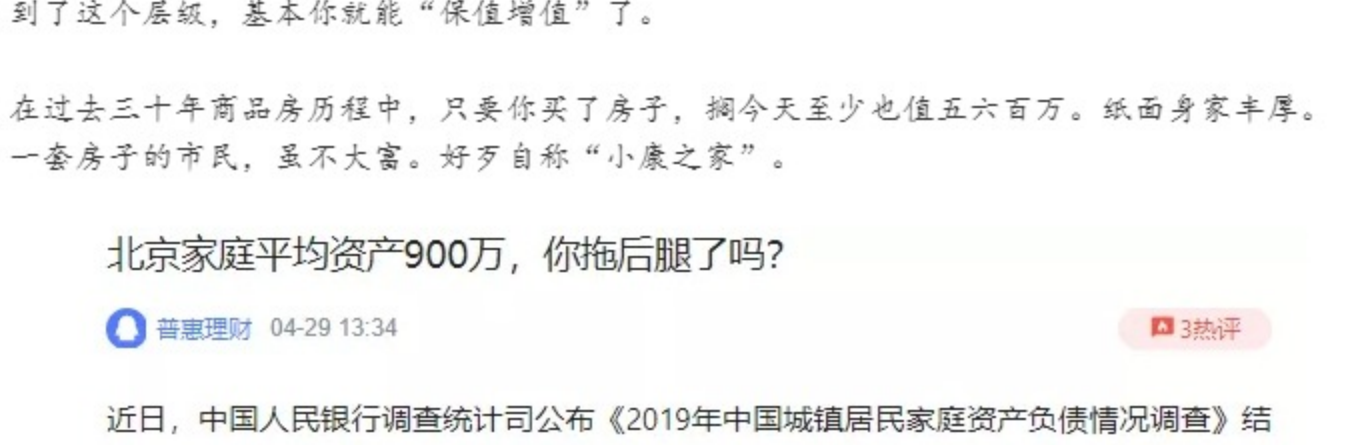 到了这个层级，基本你就能“保值增值”了。
在过去三十年商品房历程中，只要你买了房子，搁今天至少也值五六百万。纸面身家丰厚。
一套房子的市民，虽不大富。好歹自称“小康之家”。
北京家庭平均资产900万，你拖后腿了吗？
普惠理财 04-29 13:34
3热评
近日，中国人民银行调查统计司公布《2019年中国城镇居民家庭资产负债情况调查》结